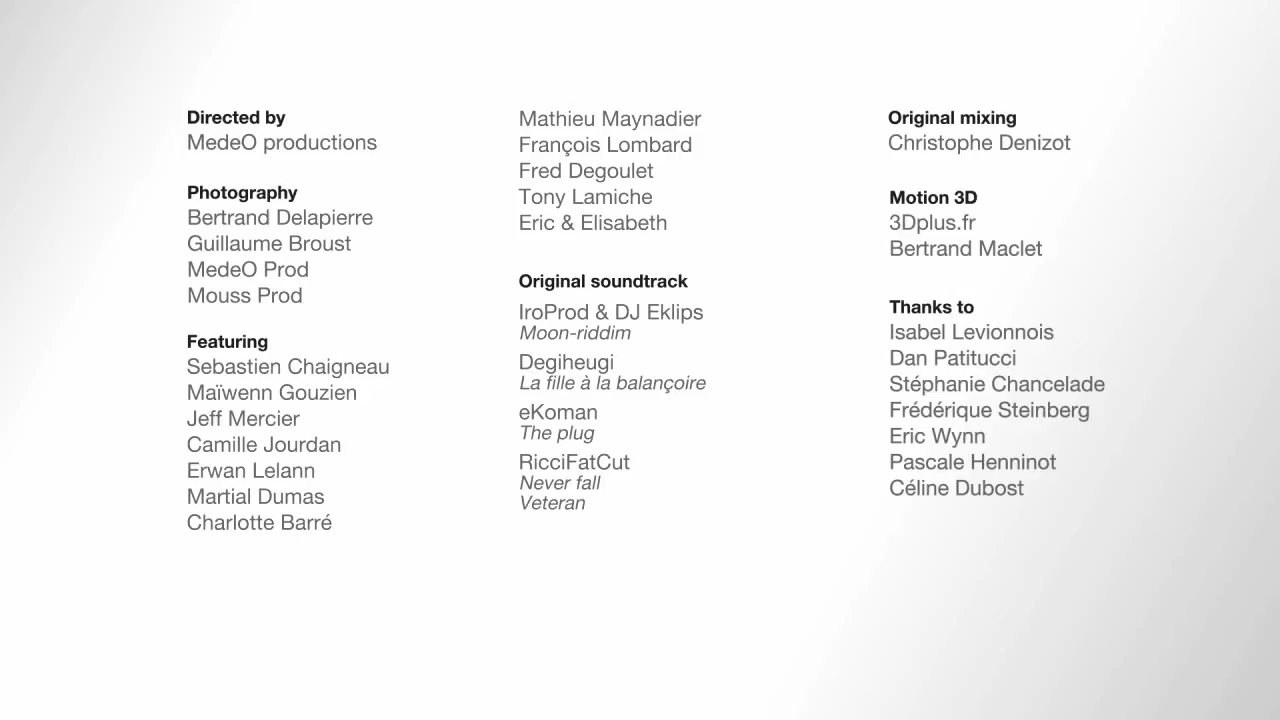 Directed by
MedeO productions
Photography
Bertrand Delapierre
Guillaume Broust
MedeO Prod
Mouss Prod
Featuring
Sebastien Chaigneau
Maïwenn Gouzien
Jeff Mercier
Camille Jourdan
Erwan Lelann
Martial Dumas
Charlotte Barré
Mathieu Maynadier
François Lombard
Fred Degoulet
Tony Lamiche
Eric & Elisabeth
Original soundtrack
IroProd & DJ Eklips
Moon-riddim
Degiheugi
La fille à la balançoire
eKoman
The plug
RicciFatCut
Never fall
Veteran
Original mixing
Christophe Denizot
Motion 3D
3Dplus.fr
Bertrand Maclet
Thanks to
Isabel Levionnois
Dan Patitucci
Stéphanie Chancelade
Frédérique Steinberg
Eric Wynn
Pascale Henninot
Céline Dubost